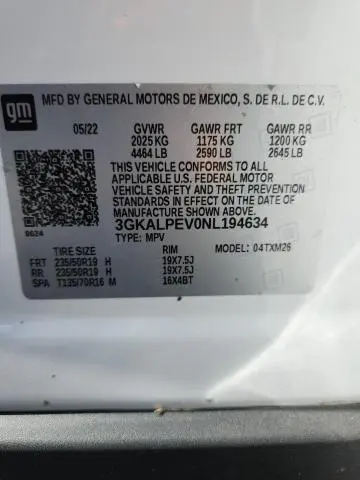 gm
MFD BY GENERAL MOTORS DE MEXICO, S. DE R.L. DE C.V.
05/22 GVWR GAWR FRT GAWR RR
2025 KG 1175 KG 1200 KG
4464 LB 2590 LB 2645 LB
THIS VEHICLE CONFORMS TO ALL
APPLICABLE U.S. FEDERAL MOTOR
VEHICLE SAFETY AND THEFT PREVENTION
STANDARDS IN EFFECT ON THE DATE OF
MANUFACTURE SHOWN ABOVE.
3GKALPEV0NL194634
TYPE: MPV 04TXM26
TIRE SIZE RIM
FRT 235/50R19 H 19X7.5J
RR 235/50R19 H 19X7.5J
SPA T135/70R16 M 16X4BT